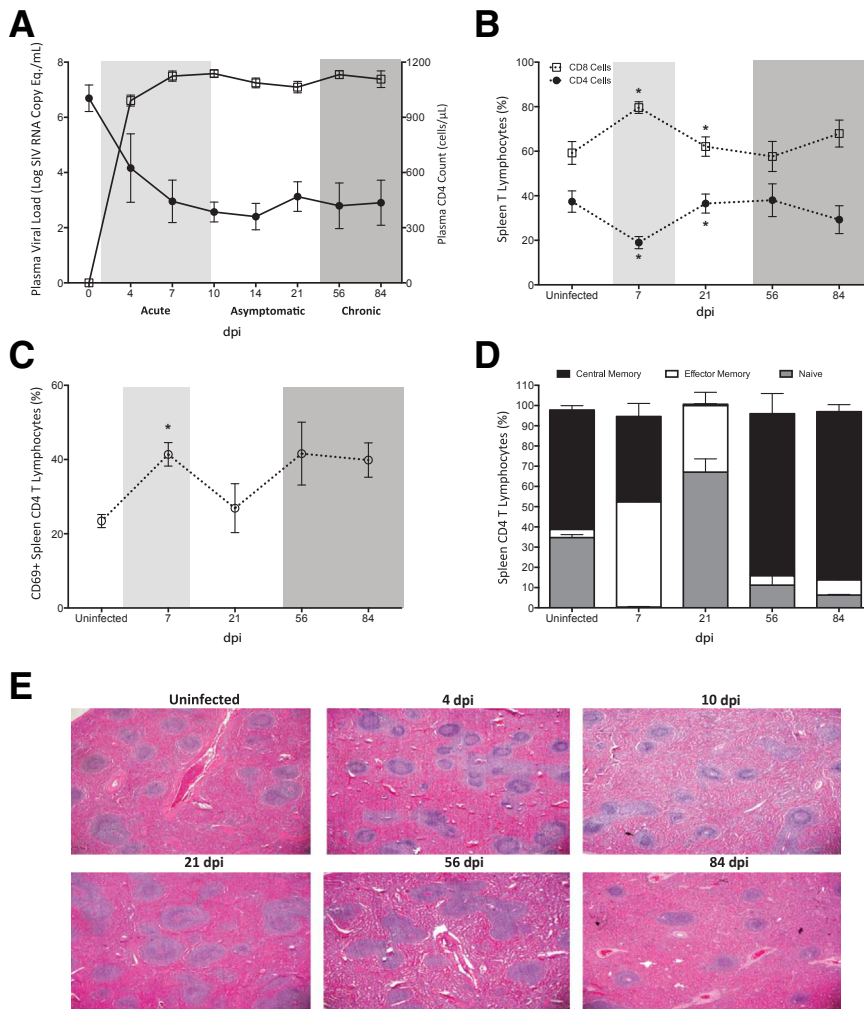 A
Plasma Viral Load (Log SIV RNA Copy Eq./mL)
8
6
4
2
0
1200
900
600
300
0
Plasma CD4 Count (cells/µL)
0 4 7 10 14 21 56 84
Acute Asymptomatic Chronic
dpi
B
CD8 Cells
CD4 Cells
Spleen T Lymphocytes (%)
100
80
60
40
20
0
*
*
*
*
Uninfected 7 21 56 84
dpi
C
CD69+ Spleen CD4 T Lymphocytes (%)
60
40
20
0
*
Uninfected 7 21 56 84
dpi
D
Central Memory Effector Memory Naive
Spleen CD4 T Lymphocytes (%)
110
100
90
80
70
60
50
40
30
20
10
0
Uninfected 7 21 56 84
dpi
E
Uninfected 4 dpi 10 dpi
21 dpi 56 dpi 84 dpi